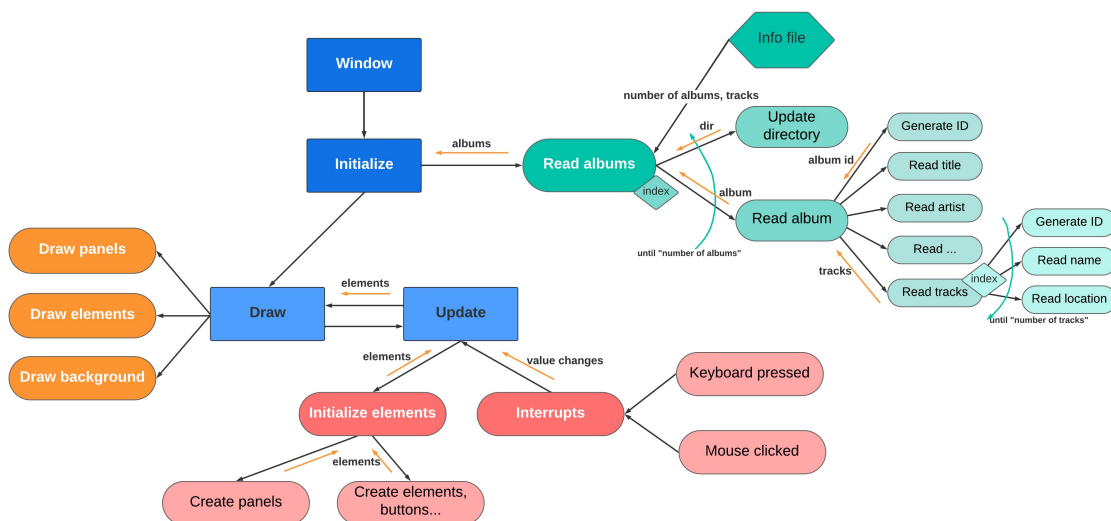 Info file
Window
number of albums, tracks
Update
directory
dir
Generate ID
albums
Initialize
Read albums
album id
Read title
index
album
Read artist
Read album
Generate ID
Draw panels
until "number of albums"
Read ...
Read name
tracks
index
elements
Read tracks
Read location
Draw elements
Draw
Update
until "number of tracks"
elements
value changes
Draw background
Keyboard pressed
Initialize elements
Interrupts
Mouse clicked
elements
Create panels
Create elements,
buttons...